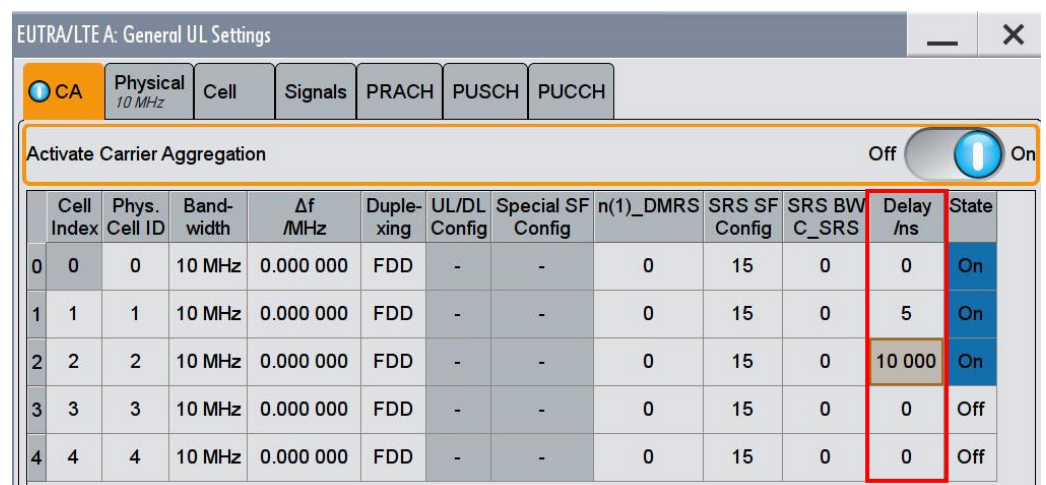 EUTRA/LTE A: General UL Settings
CA Physical Cell Signals PRACH PUSCH PUCCH
10 MHz
Activate Carrier Aggregation Off On
Cell Phys. Band- Δf Duple- UL/DL Special SF n(1)_DMRS SRS SF SRS BW Delay State
Index Cell ID width /MHz xing Config Config Config C_SRS /ns
0 0 0 10 MHz 0.000 000 FDD - - 0 15 0 0 On
1 1 1 10 MHz 0.000 000 FDD - - 0 15 0 5 On
2 2 2 10 MHz 0.000 000 FDD - - 0 15 0 10 000 On
3 3 3 10 MHz 0.000 000 FDD - - 0 15 0 0 Off
4 4 4 10 MHz 0.000 000 FDD - - 0 15 0 0 Off